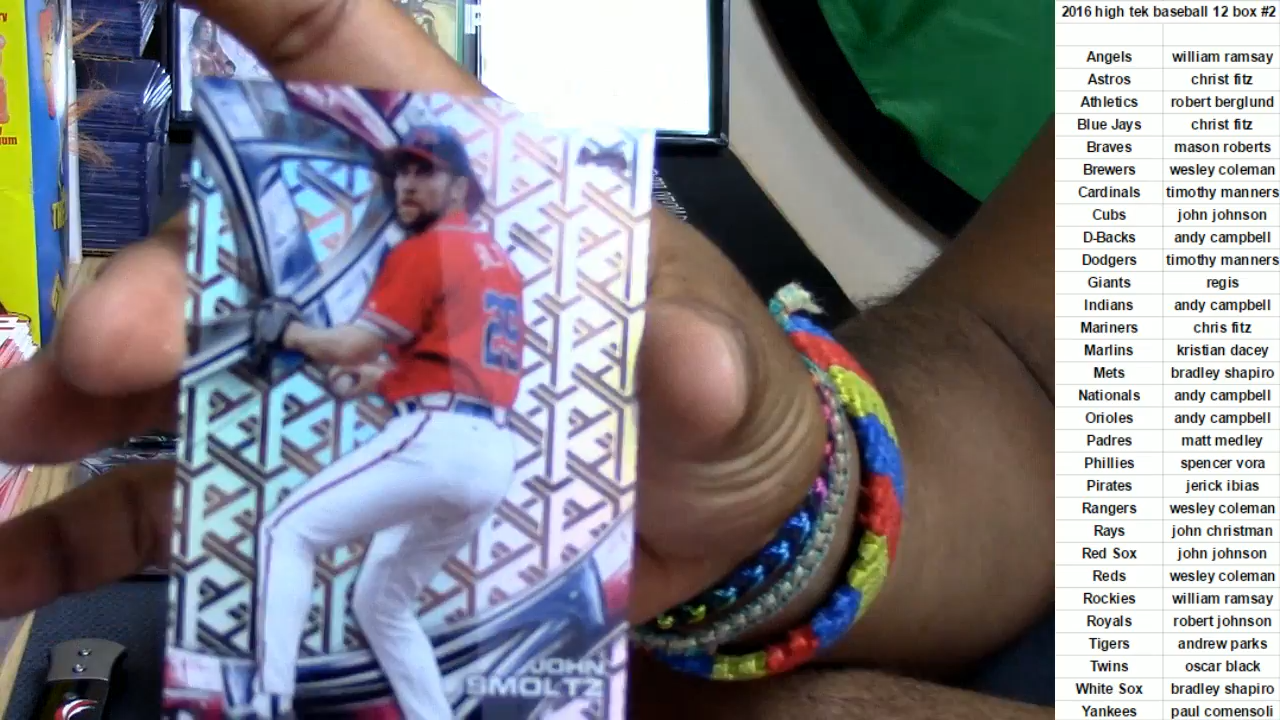 JOHN
SMOLTZ
2016 high tek baseball 12 box #2
Angels william ramsay
Astros christ fitz
Athletics robert berglund
Blue Jays christ fitz
Braves mason roberts
Brewers wesley coleman
Cardinals timothy manners
Cubs john johnson
D-Backs andy campbell
Dodgers timothy manners
Giants regis
Indians andy campbell
Mariners chris fitz
Marlins kristian dacey
Mets bradley shapiro
Nationals andy campbell
Orioles andy campbell
Padres matt medley
Phillies spencer vora
Pirates jerick ibias
Rangers wesley coleman
Rays john christman
Red Sox john johnson
Reds wesley coleman
Rockies william ramsay
Royals robert johnson
Tigers andrew parks
Twins oscar black
White Sox bradley shapiro
Yankees paul comensoli